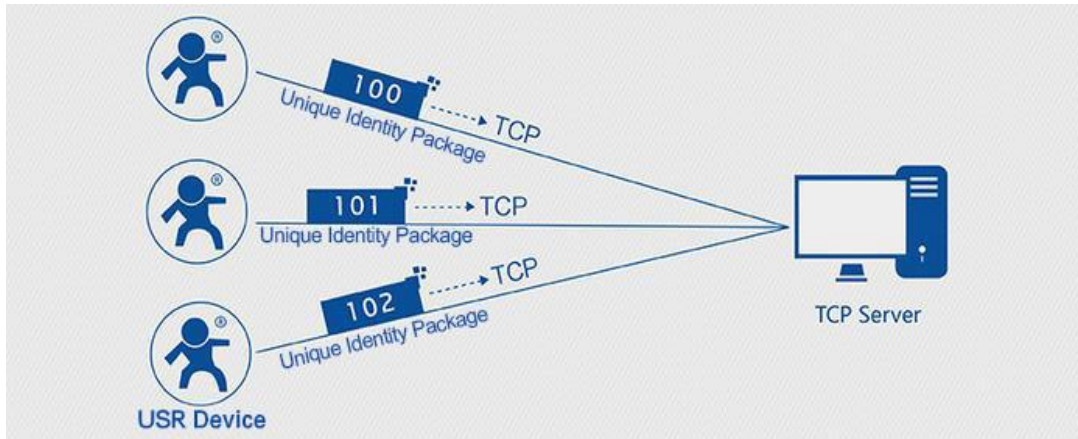 ®
100
Unique Identity Package
TCP
®
101
Unique Identity Package
TCP
®
102
Unique Identity Package
TCP
USR Device
TCP Server